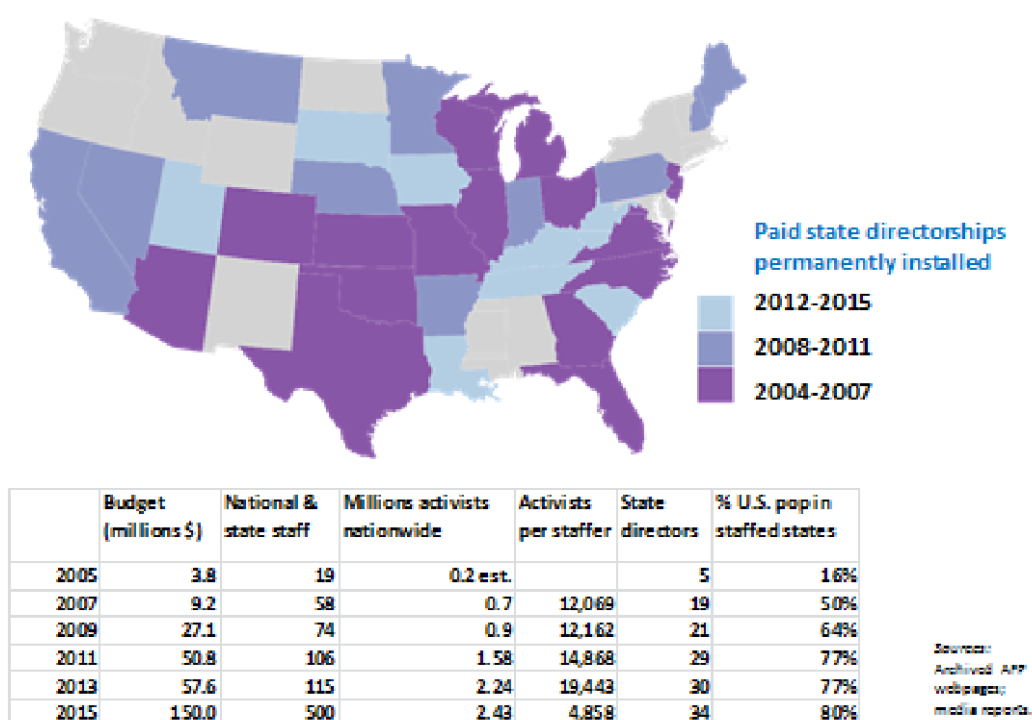 Paid state directorships
permanently installed
2012-2015
2008-2011
2004-2007
Budget National & Millions activists Activists State % U.S. pop in
(millions $) state staff nationwide per staffer directors staffed states
2005 3.8 19 0.2 est. 5 16%
2007 9.2 58 0.7 12,069 19 50%
2009 27.1 74 0.9 12,162 21 64%
2011 50.8 106 1.58 14,868 29 77%
2013 57.6 115 2.24 19,443 30 77%
2015 150.0 500 2.43 4,858 34 80%
Sources:
Archived AFP
webpages;
media reports.